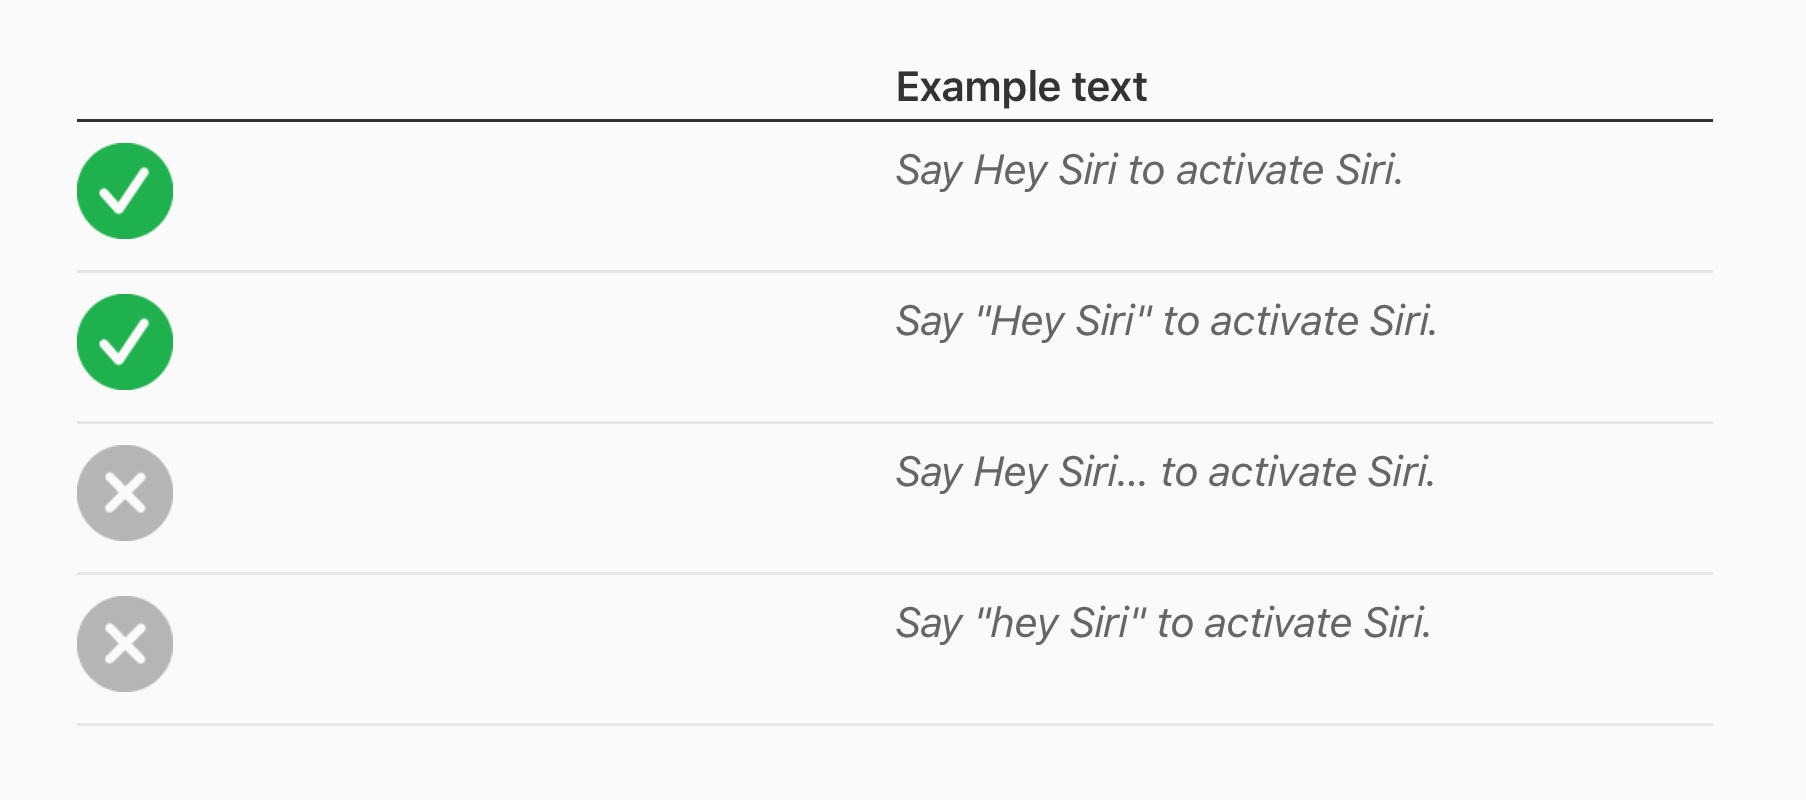 Example text
Say Hey Siri to activate Siri.
Say "Hey Siri" to activate Siri.
Say Hey Siri... to activate Siri.
Say "hey Siri" to activate Siri.